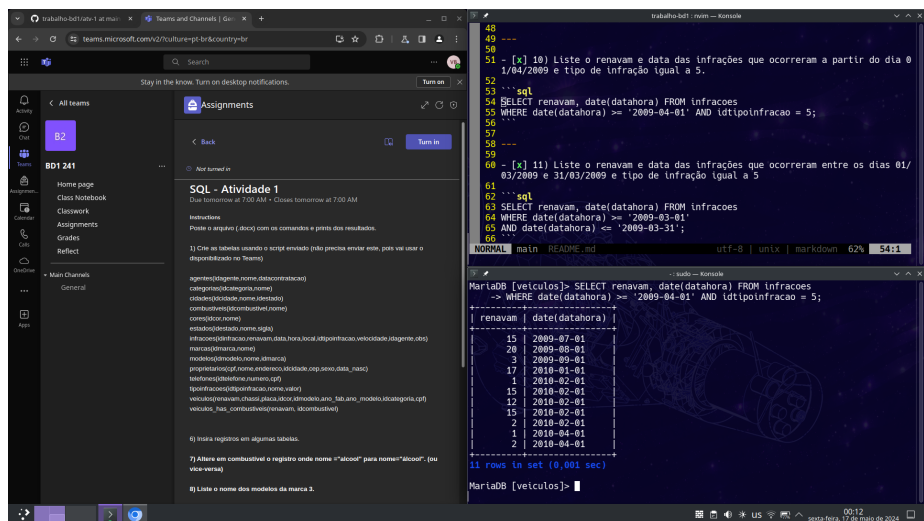 trabalho-bd1/atv-1 at main
Teams and Channels | Gen
teams.microsoft.com/v2/?culture=pt-br&country=br
Search
Stay in the know. Turn on desktop notifications.
Turn on
Activity
Chat
Teams
Assignmen...
Calendar
Calls
OneDrive
Apps
All teams
B2
BD1 241
Home page
Class Notebook
Classwork
Assignments
Grades
Reflect
Main Channels
General
Assignments
Back
Turn in
Not turned in
SQL - Atividade 1
Due tomorrow at 7:00 AM • Closes tomorrow at 7:00 AM
Instructions
Poste o arquivo (.docx) com os comandos e prints dos resultados.
1) Crie as tabelas usando o script enviado (não precisa enviar este, pois vai usar o
disponibilizado no Teams)
agentes(idagente,nome,datacontratacao)
categorias(idcategoria,nome)
cidades(idcidade,nome,idestado)
combustiveis(idcombustivel,nome)
cores(idcor,nome)
estados(idestado,nome,sigla)
infracoes(idinfracao,renavam,data,hora,local,idtipoinfracao,velocidade,idagente,obs)
marcas(idmarca,nome)
modelos(idmodelo,nome,idmarca)
proprietarios(cpf,nome,endereco,idcidade,cep,sexo,data_nasc)
telefones(idtelefone,numero,cpf)
tipoinfracoes(idtipoinfracao,nome,valor)
veiculos(renavam,chassi,placa,idcor,idmodelo,ano_fab,ano_modelo,idcategoria,cpf)
veiculos_has_combustiveis(renavam, idcombustivel)
6) Insira registros em algumas tabelas.
7) Altere em combustivel o registro onde nome ="alcool" para nome="álcool". (ou
vice-versa)
8) Liste o nome dos modelos da marca 3.
trabalho-bd1 : nvim — Konsole
48
49 ---
50
51 - [x] 10) Liste o renavam e data das infrações que ocorreram a partir do dia 0
1/04/2009 e tipo de infração igual a 5.
52
53 ```sql
54 SELECT renavam, date(datahora) FROM infracoes
55 WHERE date(datahora) >= '2009-04-01' AND idtipoinfracao = 5;
56 ```
57
58 ---
59
60 - [x] 11) Liste o renavam e data das infrações que ocorreram entre os dias 01/
03/2009 e 31/03/2009 e tipo de infração igual a 5
61
62 ```sql
63 SELECT renavam, date(datahora) FROM infracoes
64 WHERE date(datahora) >= '2009-03-01'
65 AND date(datahora) <= '2009-03-31';
66 ```
NORMAL main README.md utf-8 | unix | markdown 62% 54:1
- : sudo — Konsole
MariaDB [veiculos]> SELECT renavam, date(datahora) FROM infracoes
-> WHERE date(datahora) >= '2009-04-01' AND idtipoinfracao = 5;
+---------+----------------+
| renavam | date(datahora) |
+---------+----------------+
| 15 | 2009-07-01 |
| 20 | 2009-08-01 |
| 3 | 2009-09-01 |
| 17 | 2010-01-01 |
| 1 | 2010-02-01 |
| 15 | 2010-02-01 |
| 12 | 2010-02-01 |
| 15 | 2010-02-01 |
| 2 | 2010-02-01 |
| 1 | 2010-04-01 |
| 2 | 2010-04-01 |
+---------+----------------+
11 rows in set (0,001 sec)
MariaDB [veiculos]>
US
00:12
sexta-feira, 17 de maio de 2024